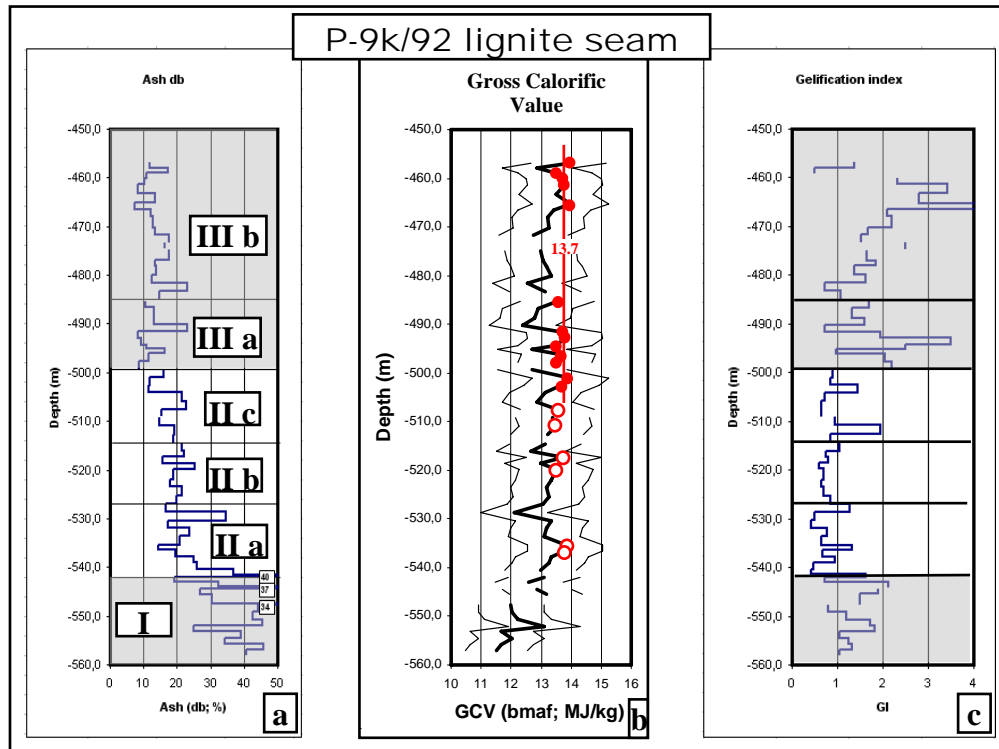 P-9k/92 lignite seam
Ash db
-450,0
-460,0
-470,0
-480,0
-490,0
-500,0
-510,0
-520,0
-530,0
-540,0
-550,0
-560,0
Depth (m)
III b
III a
II c
II b
II a
I
40
37
34
0 10 20 30 40 50
Ash (db; %)
a
Gross Calorific
Value
-450,0
-460,0
-470,0
-480,0
-490,0
-500,0
-510,0
-520,0
-530,0
-540,0
-550,0
-560,0
Depth (m)
13.7
10 11 12 13 14 15 16
GCV (bmaf; MJ/kg)
b
Gelification index
-450,0
-460,0
-470,0
-480,0
-490,0
-500,0
-510,0
-520,0
-530,0
-540,0
-550,0
-560,0
Depth (m)
0 1 2 3 4
GI
c